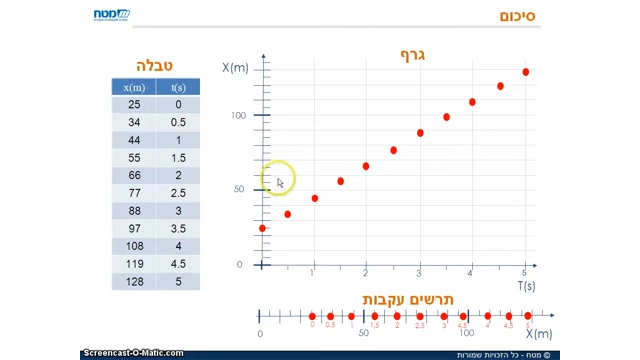 סיכום
מטח
טבלה
x(m) t(s)
25 0
34 0.5
44 1
55 1.5
66 2
77 2.5
88 3
97 3.5
108 4
119 4.5
128 5
גרף
X(m)
100
50
0
1 2 3 4 5
T(s)
תרשים עקבות
0 0.5 1 1.5 2 2.5 3 4.5 4 4.5 5
0 50 100 X(m)
Screencast-O-Matic.com
© מטח - כל הזכויות שמורות